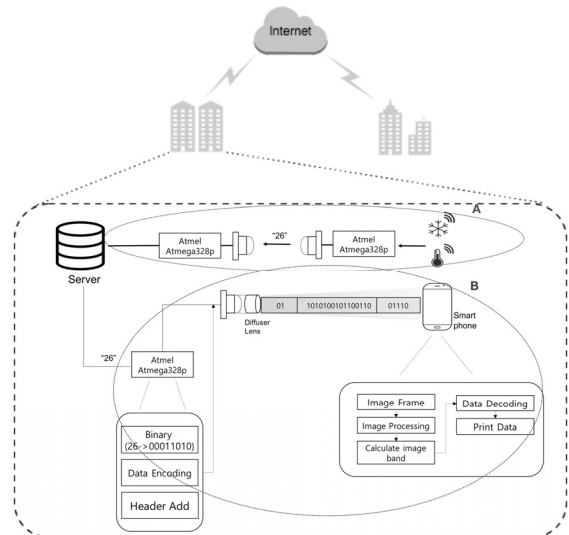 Internet
A
"26"
Atmel
Atmega328p
Atmel
Atmega328p
Server
B
01
1010100101100110
01110
Diffuser
Lens
Smart
phone
"26"
Atmel
Atmega328p
Binary
(26->00011010)
Data Encoding
Header Add
Image Frame
Image Processing
Calculate image
band
Data Decoding
Print Data